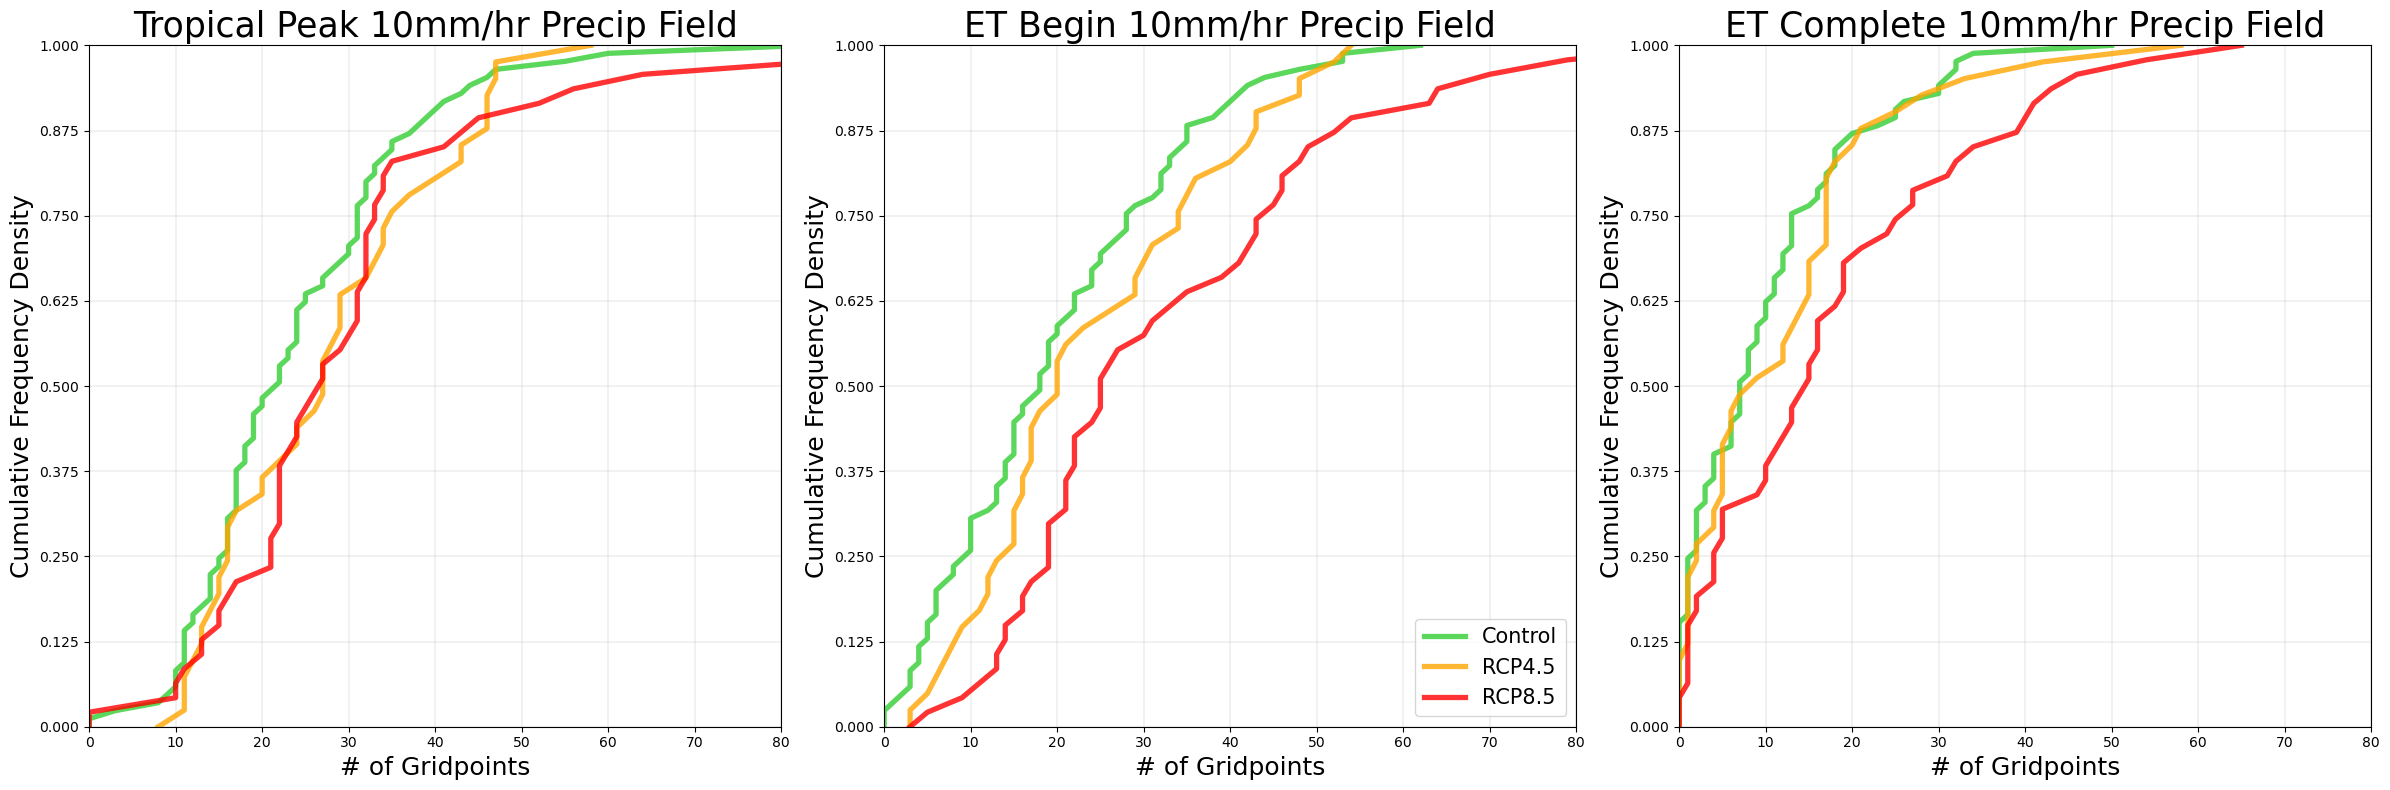 Tropical Peak 10mm/hr Precip Field
1.000
0.875
0.750
0.625
0.500
0.375
0.250
0.125
0.000
Cumulative Frequency Density
0 10 20 30 40 50 60 70 80
# of Gridpoints
ET Begin 10mm/hr Precip Field
1.000
0.875
0.750
0.625
0.500
0.375
0.250
0.125
0.000
Cumulative Frequency Density
Control
RCP4.5
RCP8.5
0 10 20 30 40 50 60 70 80
# of Gridpoints
ET Complete 10mm/hr Precip Field
1.000
0.875
0.750
0.625
0.500
0.375
0.250
0.125
0.000
Cumulative Frequency Density
0 10 20 30 40 50 60 70 80
# of Gridpoints